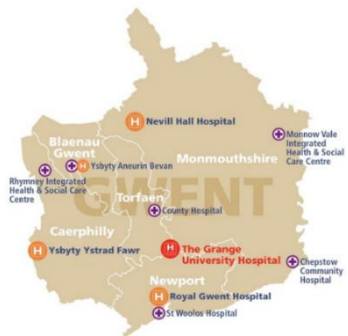 H Nevill Hall Hospital
Monnow Vale
Integrated
Health & Social
Care Centre
Blaenau
Gwent
Monmouthshire
H Ysbyty Aneurin Bevan
Rhymney Integrated
Health & Social Care
Centre
GWENT
Torfaen
County Hospital
Caerphilly
H Ysbyty Ystrad Fawr
H The Grange
University Hospital
Chepstow
Community
Hospital
Newport
H Royal Gwent Hospital
St Woolos Hospital